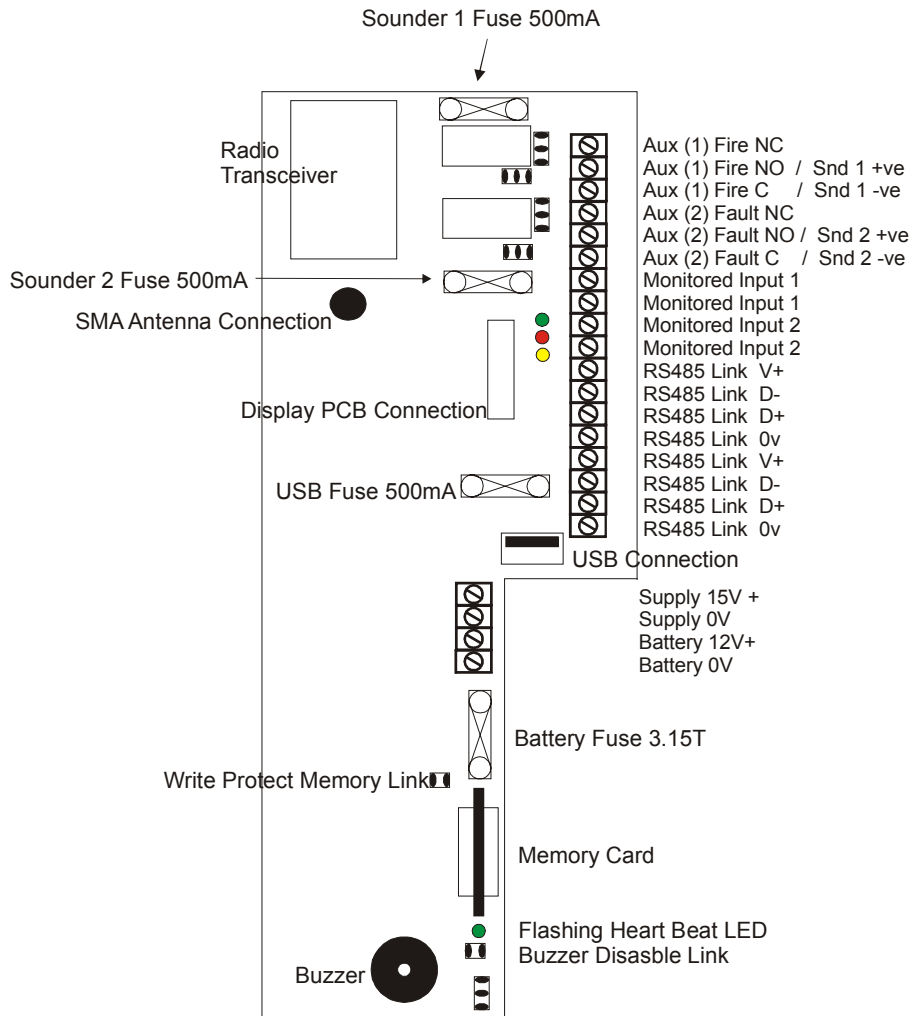 Sounder 1 Fuse 500mA
Radio
Transceiver
Aux (1) Fire NC
Aux (1) Fire NO / Snd 1 +ve
Aux (1) Fire C / Snd 1 -ve
Aux (2) Fault NC
Aux (2) Fault NO / Snd 2 +ve
Aux (2) Fault C / Snd 2 -ve
Sounder 2 Fuse 500mA
Monitored Input 1
Monitored Input 1
SMA Antenna Connection
Monitored Input 2
Monitored Input 2
RS485 Link V+
RS485 Link D-
Display PCB Connection
RS485 Link D+
RS485 Link 0v
RS485 Link V+
RS485 Link D-
USB Fuse 500mA
RS485 Link D+
RS485 Link 0v
USB Connection
Supply 15V +
Supply 0V
Battery 12V+
Battery 0V
Battery Fuse 3.15T
Write Protect Memory Link
Memory Card
Flashing Heart Beat LED
Buzzer Disasble Link
Buzzer